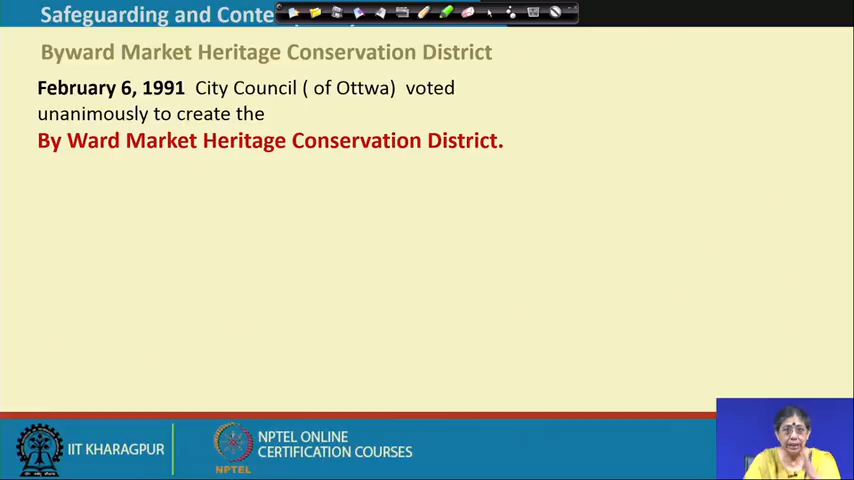 Safeguarding and Conte
Byward Market Heritage Conservation District
February 6, 1991 City Council ( of Ottwa) voted
unanimously to create the
By Ward Market Heritage Conservation District.
IIT KHARAGPUR
NPTEL
NPTEL ONLINE
CERTIFICATION COURSES